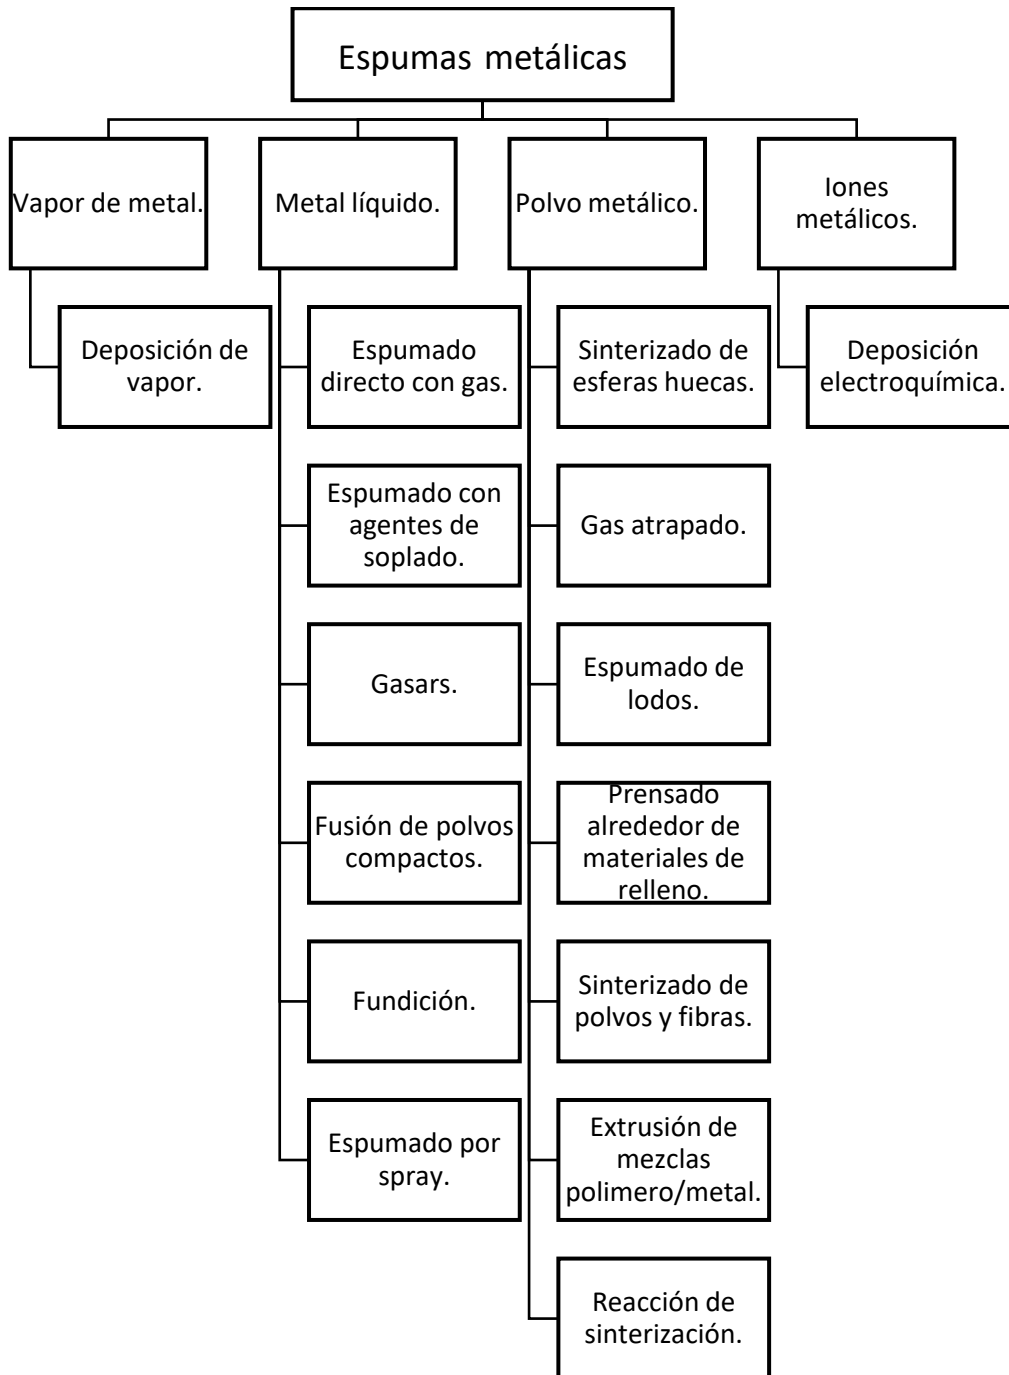 Espumas metálicas
Vapor de metal.
Metal líquido.
Polvo metálico.
Iones
metálicos.
Deposición de
vapor.
Espumado
directo con gas.
Sinterizado de
esferas huecas.
Deposición
electroquímica.
Espumado con
agentes de
soplado.
Gas atrapado.
Gasars.
Espumado de
lodos.
Fusión de polvos
compactos.
Prensado
alrededor de
materiales de
relleno.
Fundición.
Sinterizado de
polvos y fibras.
Espumado por
spray.
Extrusión de
mezclas
polimero/metal.
Reacción de
sinterización.